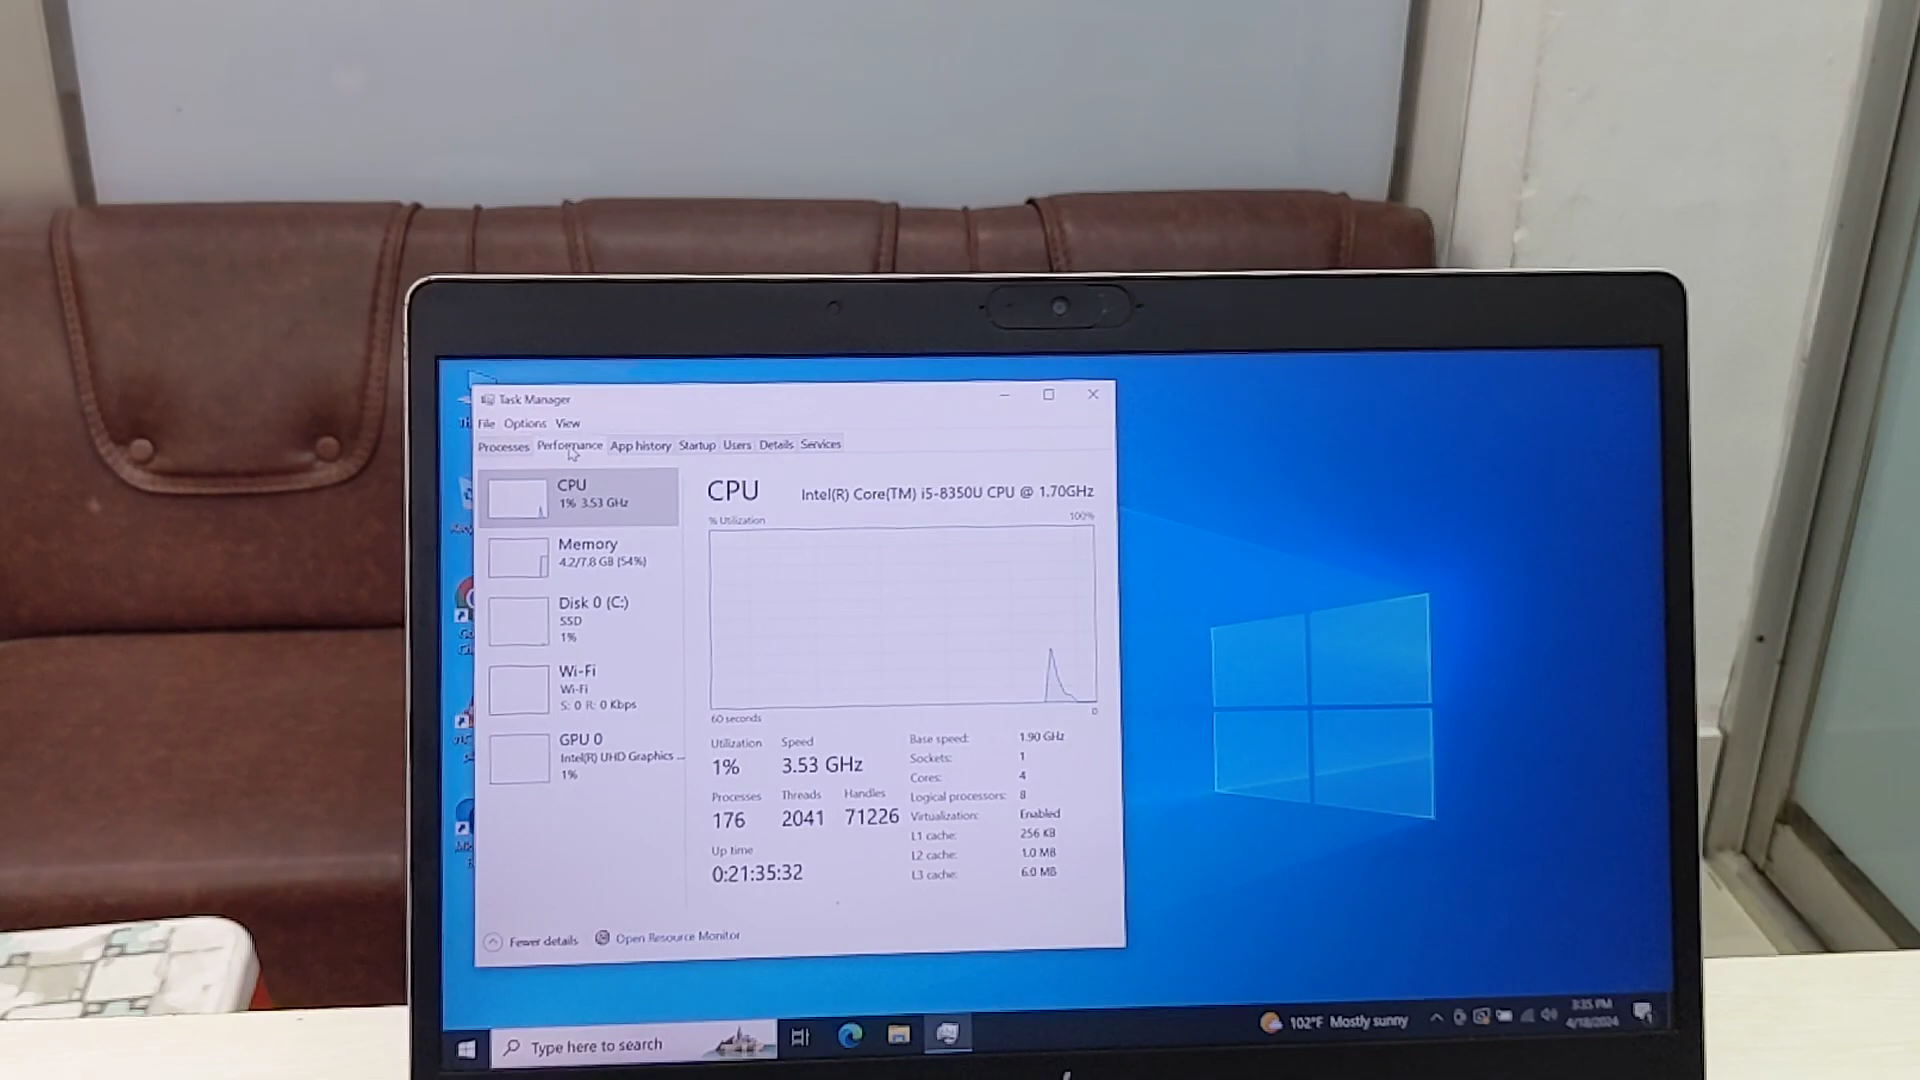 Task Manager
File Options View
Processes Performance App history Startup Users Details Services
CPU
1% 3.53 GHz
Memory
4.2/7.8 GB (54%)
Disk 0 (C:)
SSD
1%
Wi-Fi
Wi-Fi
S: 0 R: 0 Kbps
GPU 0
Intel(R) UHD Graphics ...
1%
CPU Intel(R) Core(TM) i5-8350U CPU @ 1.70GHz
% Utilization 100%
60 seconds 0
Utilization Speed
1% 3.53 GHz
Processes Threads Handles
176 2041 71226
Up time
0:21:35:32
Base speed: 1.90 GHz
Sockets: 1
Cores: 4
Logical processors: 8
Virtualization: Enabled
L1 cache: 256 KB
L2 cache: 1.0 MB
L3 cache: 6.0 MB
Fewer details Open Resource Monitor
Type here to search
102°F Mostly sunny
3:35 PM
4/18/2024